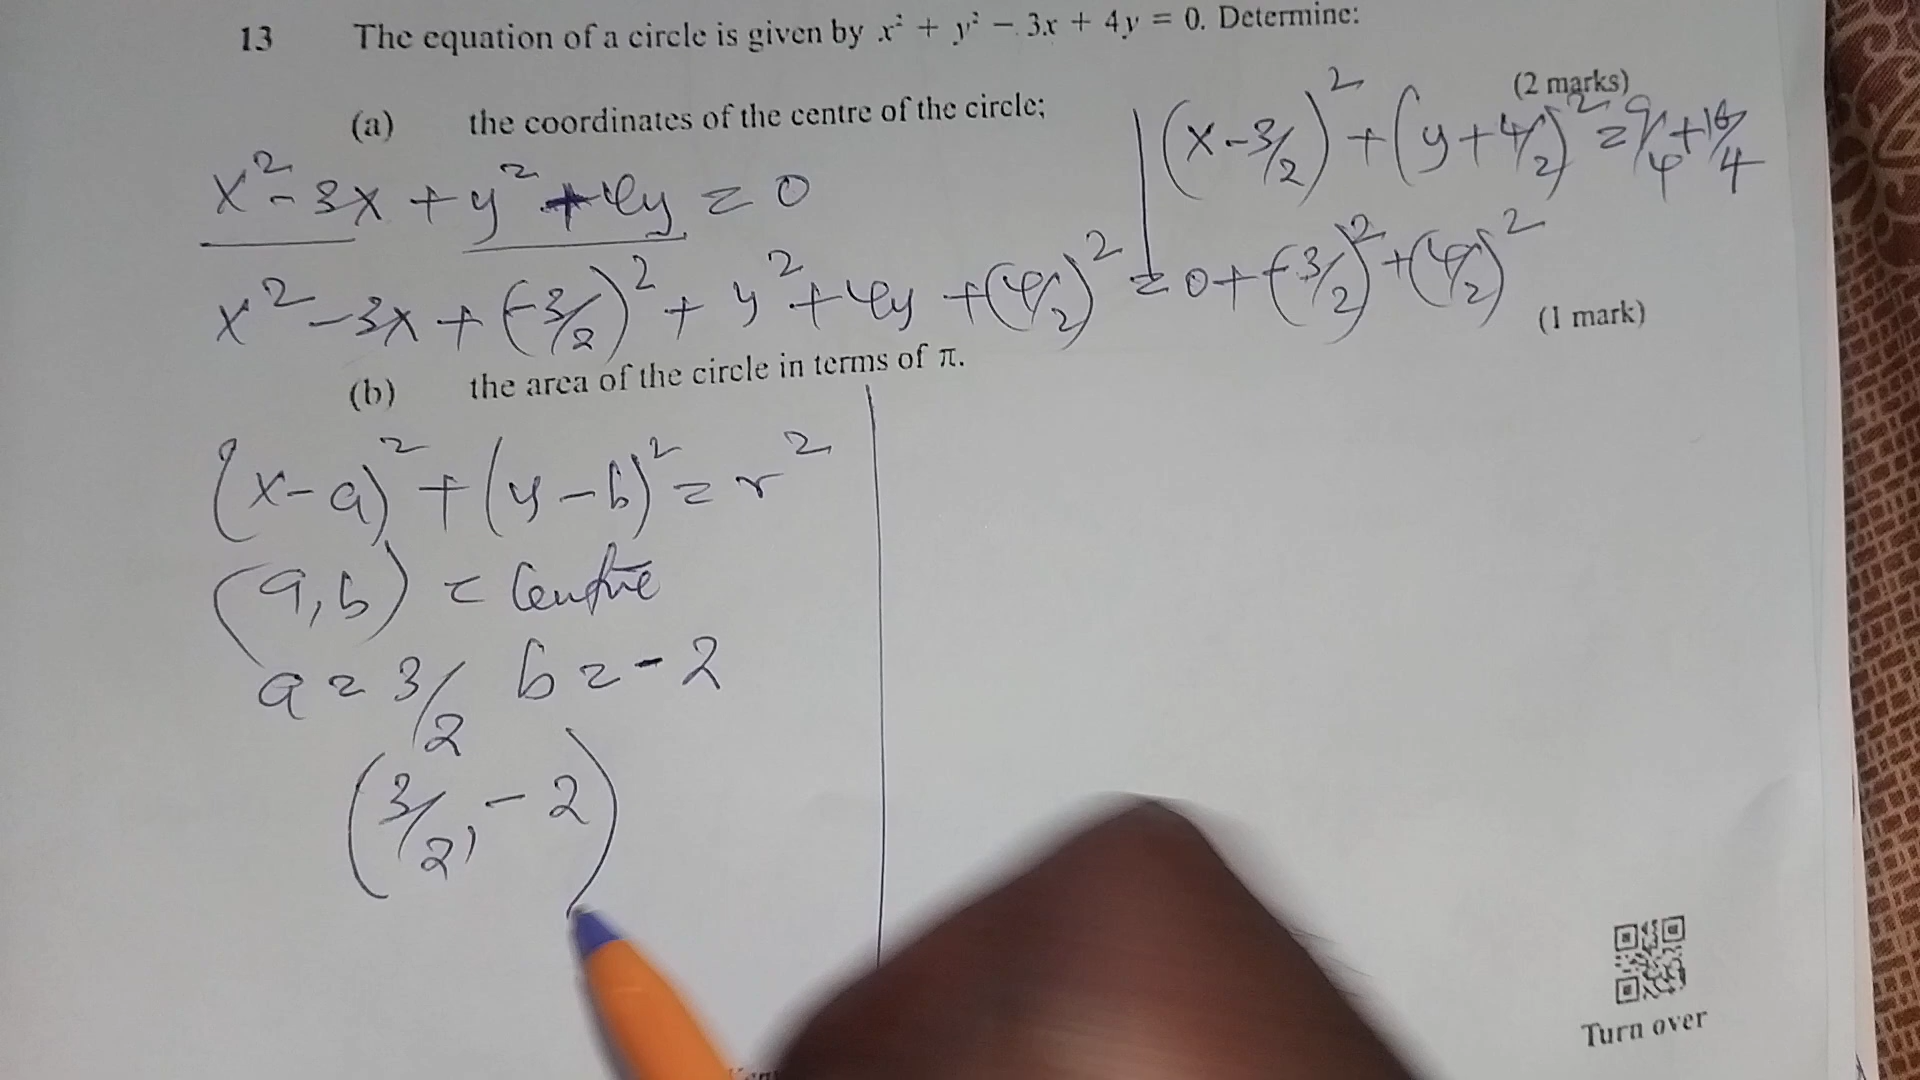 13 The equation of a circle is given by x² + y² − 3x + 4y = 0. Determine:
(2 marks)
(a) the coordinates of the centre of the circle;
(x-3/2)² + (y+4/2)² = 9/4 + 16/4
x² - 3x + y² + 4y = 0
x² - 3x + (-3/2)² + y² + 4y + (4/2)² = 0 + (-3/2)² + (4/2)²
(1 mark)
(b) the area of the circle in terms of π.
(x-a)² + (y-b)² = r²
(a,b) = Centre
a = 3/2 b = -2
(3/2, -2)
Turn over